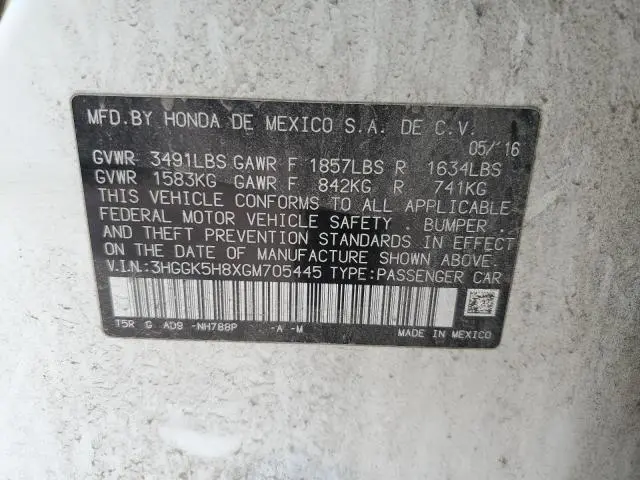 MFD.BY HONDA DE MEXICO S.A. DE C.V.
05/'16
GVWR 3491LBS GAWR F 1857LBS R 1634LBS
GVWR 1583KG GAWR F 842KG R 741KG
THIS VEHICLE CONFORMS TO ALL APPLICABLE
FEDERAL MOTOR VEHICLE SAFETY . BUMPER .
AND THEFT PREVENTION STANDARDS IN EFFECT
ON THE DATE OF MANUFACTURE SHOWN ABOVE.
V.I.N.:3HGGK5H8XGM705445 TYPE:PASSENGER CAR
T5R G AD9 -NH788P -A -M MADE IN MEXICO